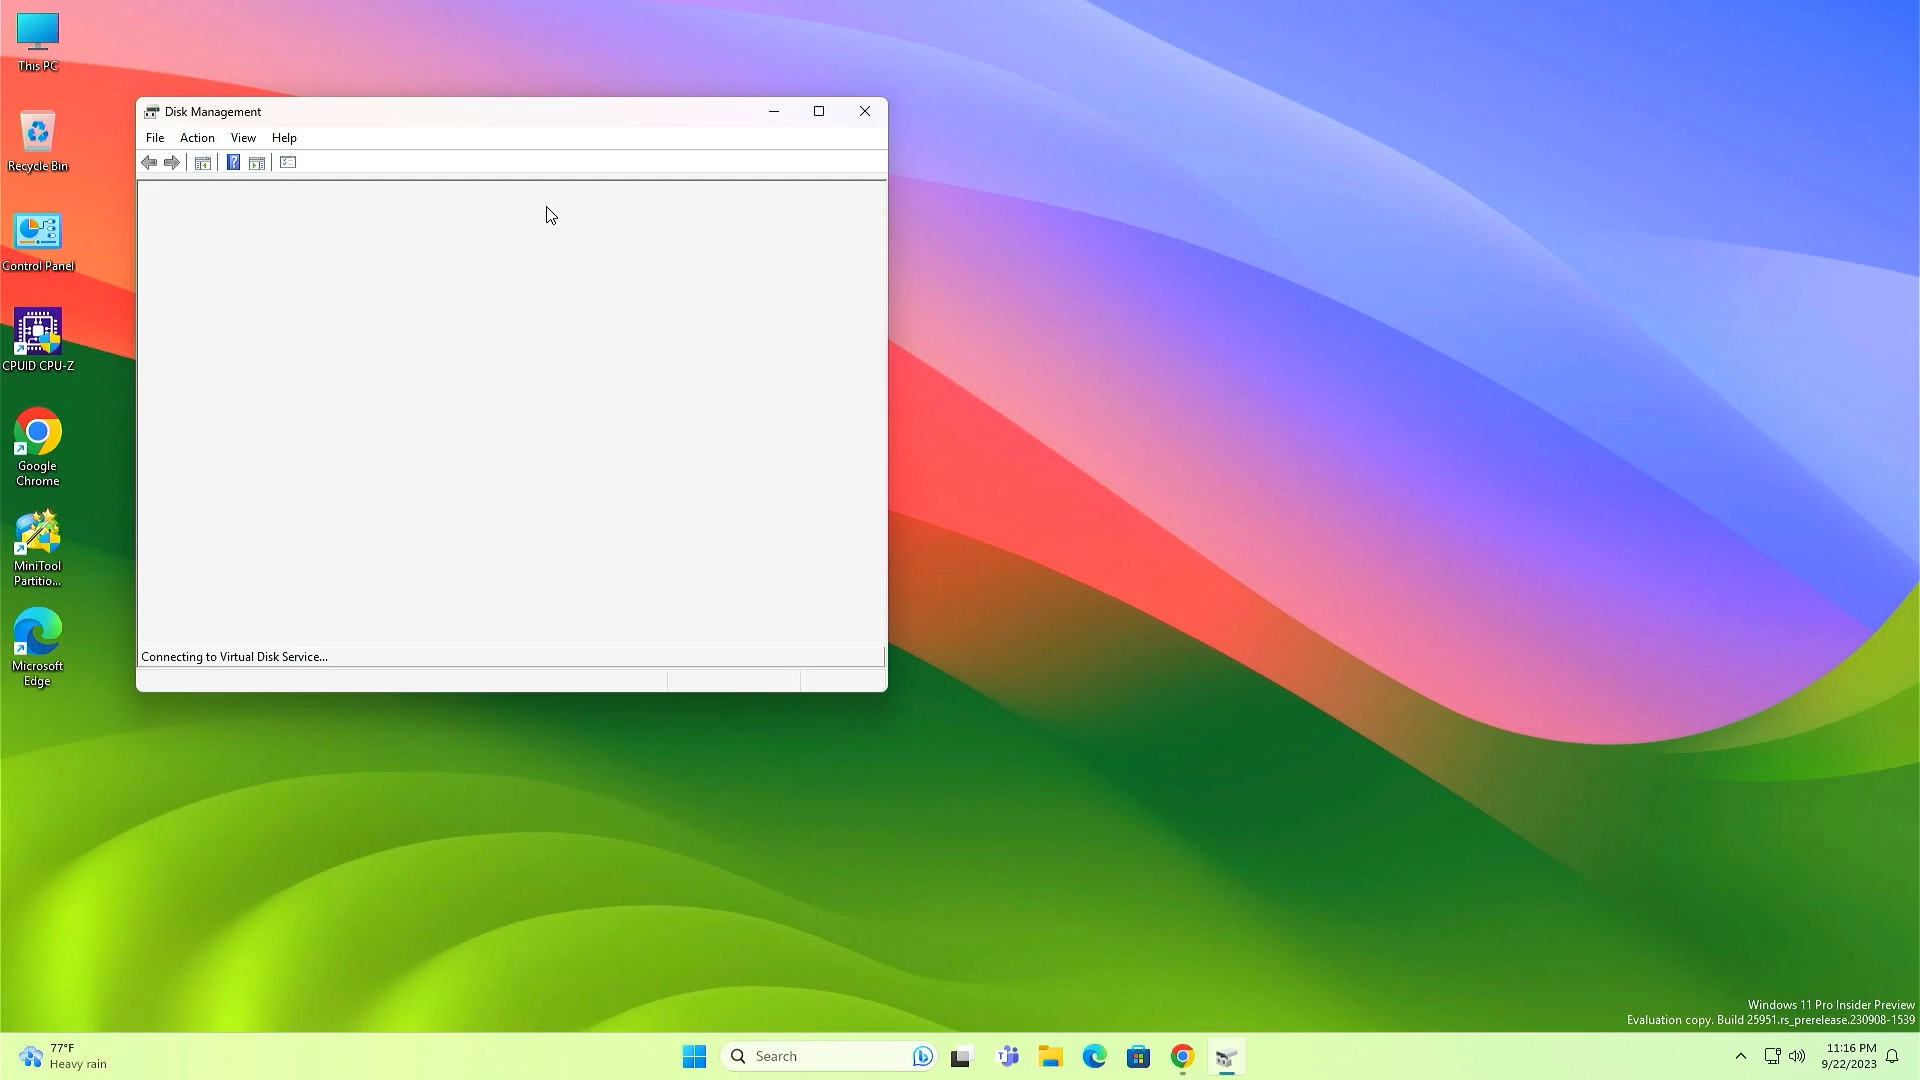 This PC
Recycle Bin
Control Panel
CPUID CPU-Z
Google
Chrome
MiniTool
Partitio...
Microsoft
Edge
Disk Management
File Action View Help
?
Connecting to Virtual Disk Service...
Windows 11 Pro Insider Preview
Evaluation copy. Build 25951.rs_prerelease.230908-1539
77°F
Heavy rain
Search
11:16 PM
9/22/2023